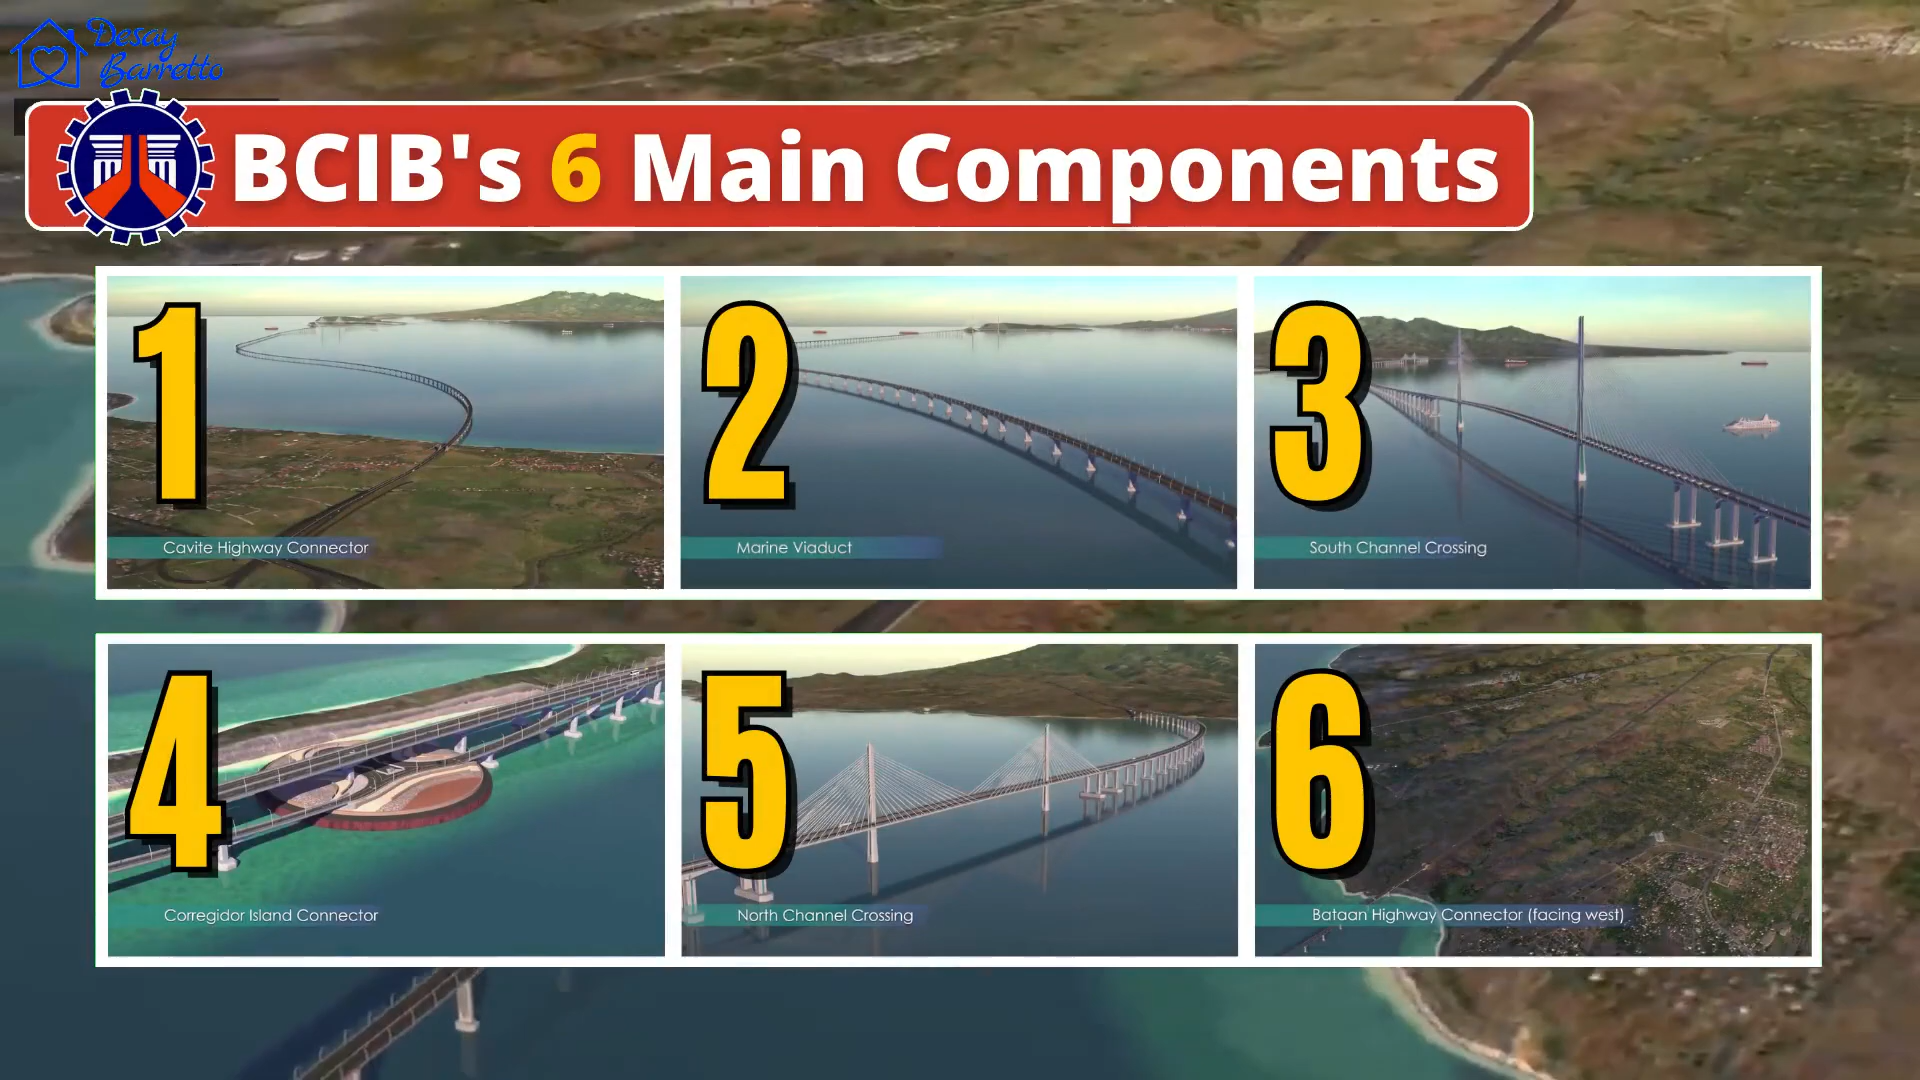 Desay
Barretto
BCIB's 6 Main Components
1
Cavite Highway Connector
2
Marine Viaduct
3
South Channel Crossing
4
Corregidor Island Connector
5
North Channel Crossing
6
Bataan Highway Connector (facing west)